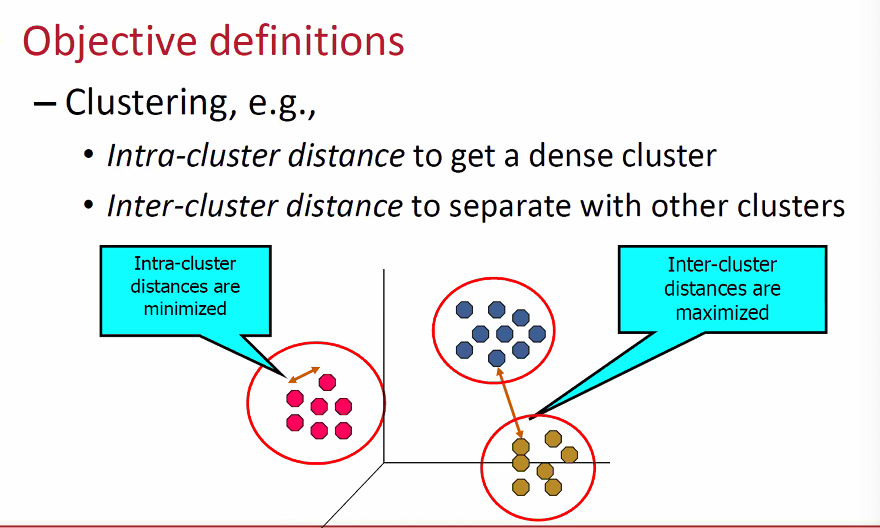 Objective definitions
– Clustering, e.g.,
• Intra-cluster distance to get a dense cluster
• Inter-cluster distance to separate with other clusters
Intra-cluster
distances are
minimized
Inter-cluster
distances are
maximized